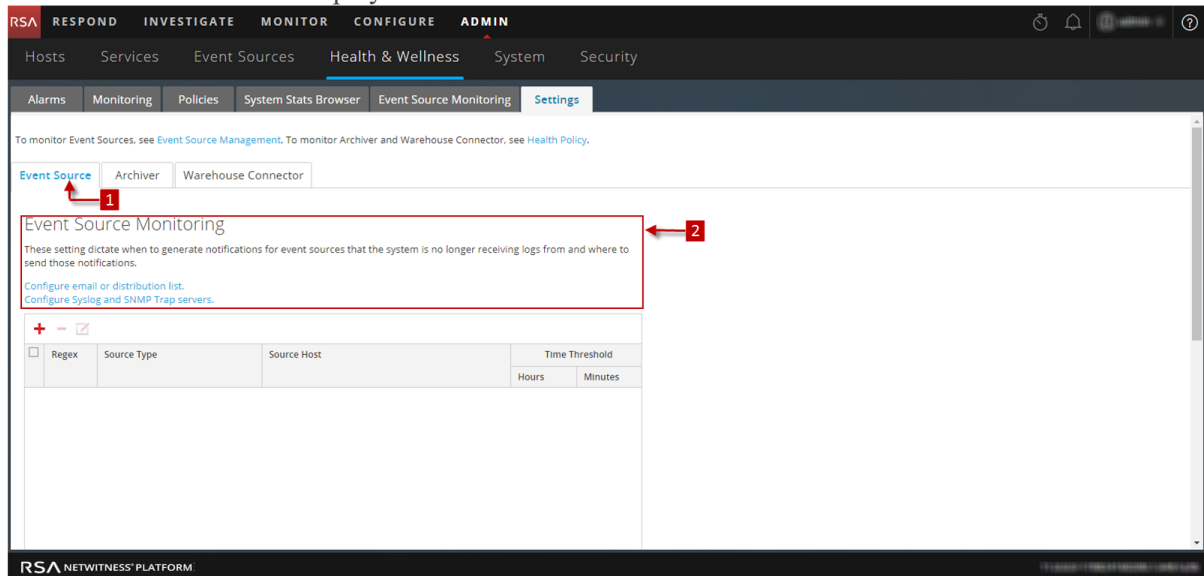 RSA RESPOND INVESTIGATE MONITOR CONFIGURE ADMIN
Hosts Services Event Sources Health & Wellness System Security
Alarms Monitoring Policies System Stats Browser Event Source Monitoring Settings
To monitor Event Sources, see Event Source Management. To monitor Archiver and Warehouse Connector, see Health Policy.
Event Source Archiver Warehouse Connector
1
Event Source Monitoring
2
These setting dictate when to generate notifications for event sources that the system is no longer receiving logs from and where to
send those notifications.
Configure email or distribution list.
Configure Syslog and SNMP Trap servers.
Regex Source Type Source Host Time Threshold
Hours Minutes
RSA NETWITNESS® PLATFORM